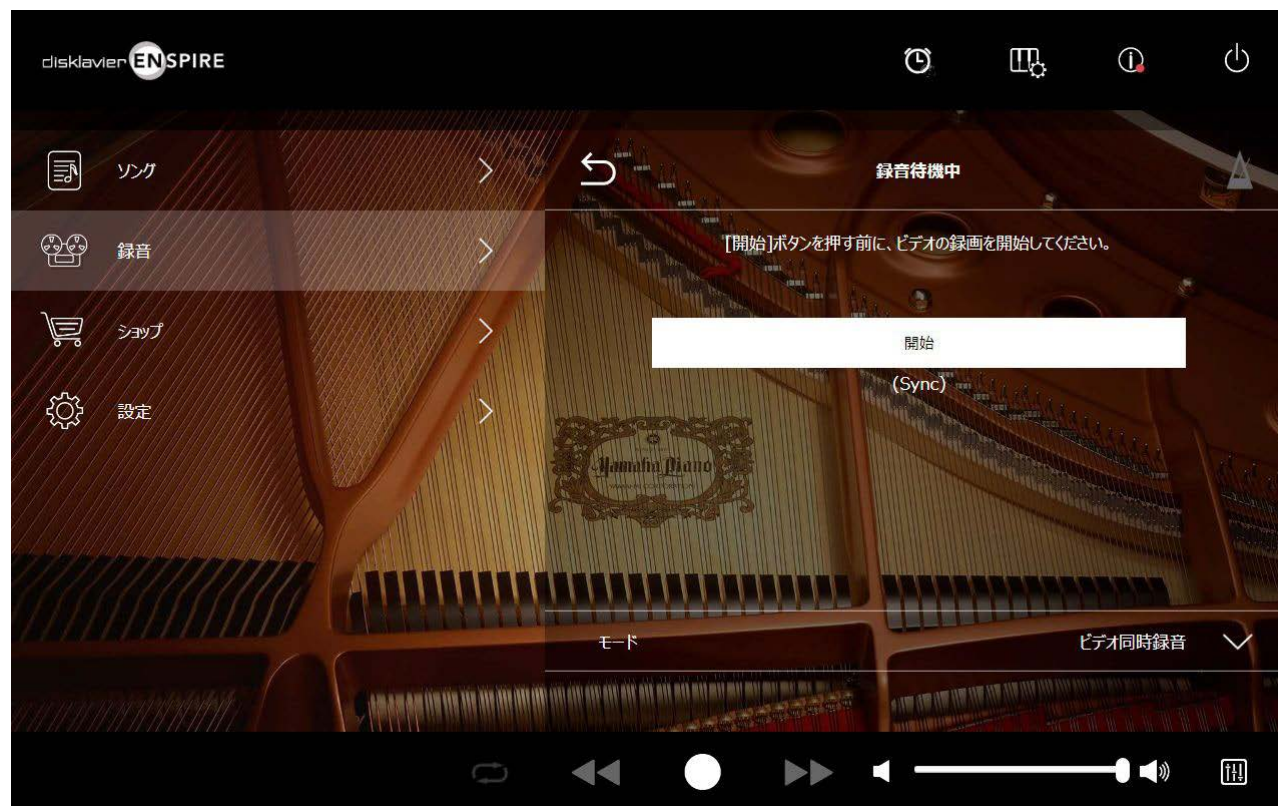 disklavier ENSPIRE
ソング
録音
ショップ
設定
録音待機中
[開始]ボタンを押す前に、ビデオの録画を開始してください。
開始
(Sync)
Yamaha Piano
モード
ビデオ同時録音